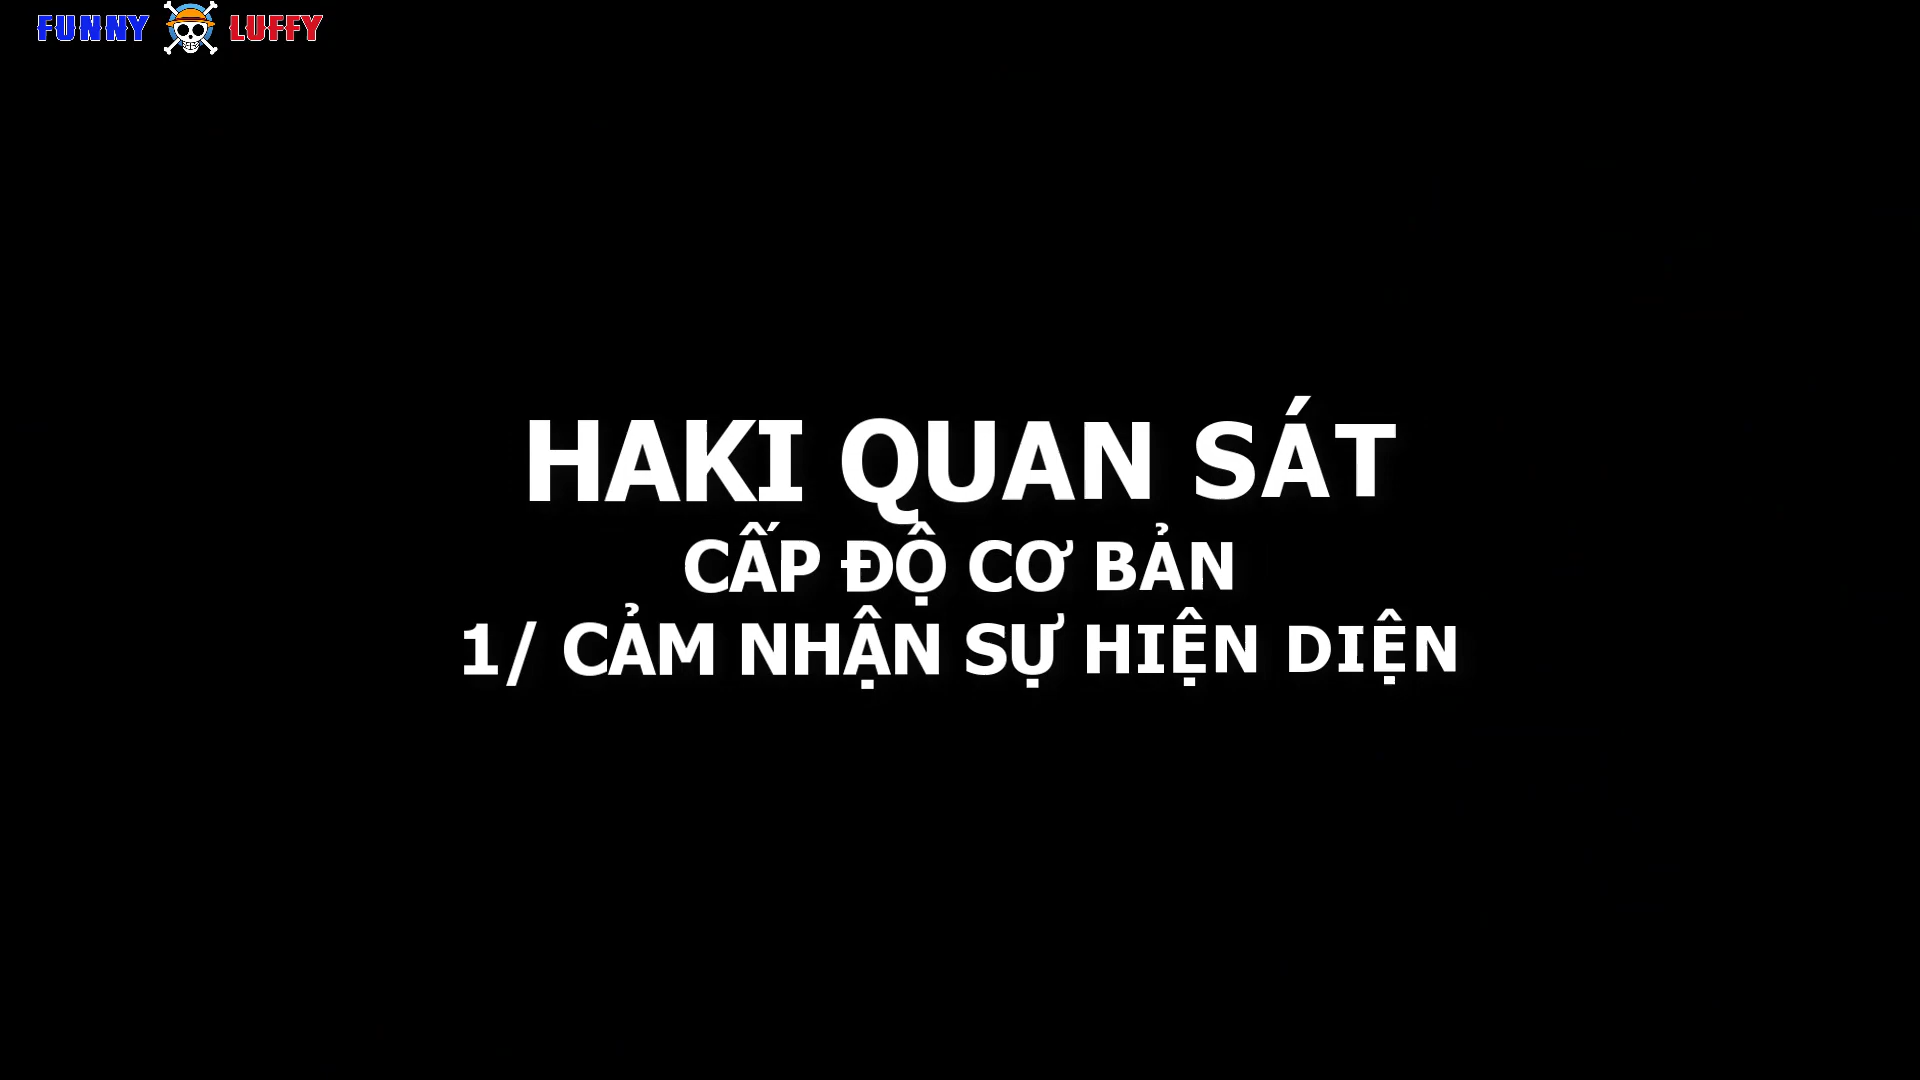 FUNNY LUFFY
HAKI QUAN SÁT
CẤP ĐỘ CƠ BẢN
1/ CẢM NHẬN SỰ HIỆN DIỆN